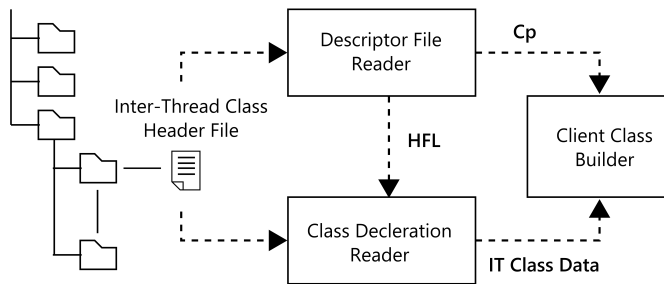 Descriptor File
Reader
Cp
Inter-Thread Class
Header File
HFL
Client Class
Builder
Class Decleration
Reader
IT Class Data